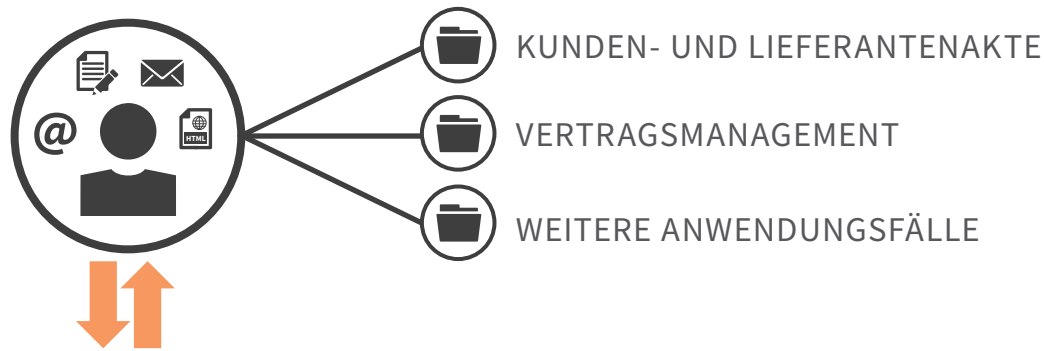 KUNDEN- UND LIEFERANTENAKTE
@
HTML
VERTRAGSMANAGEMENT
WEITERE ANWENDUNGSFÄLLE